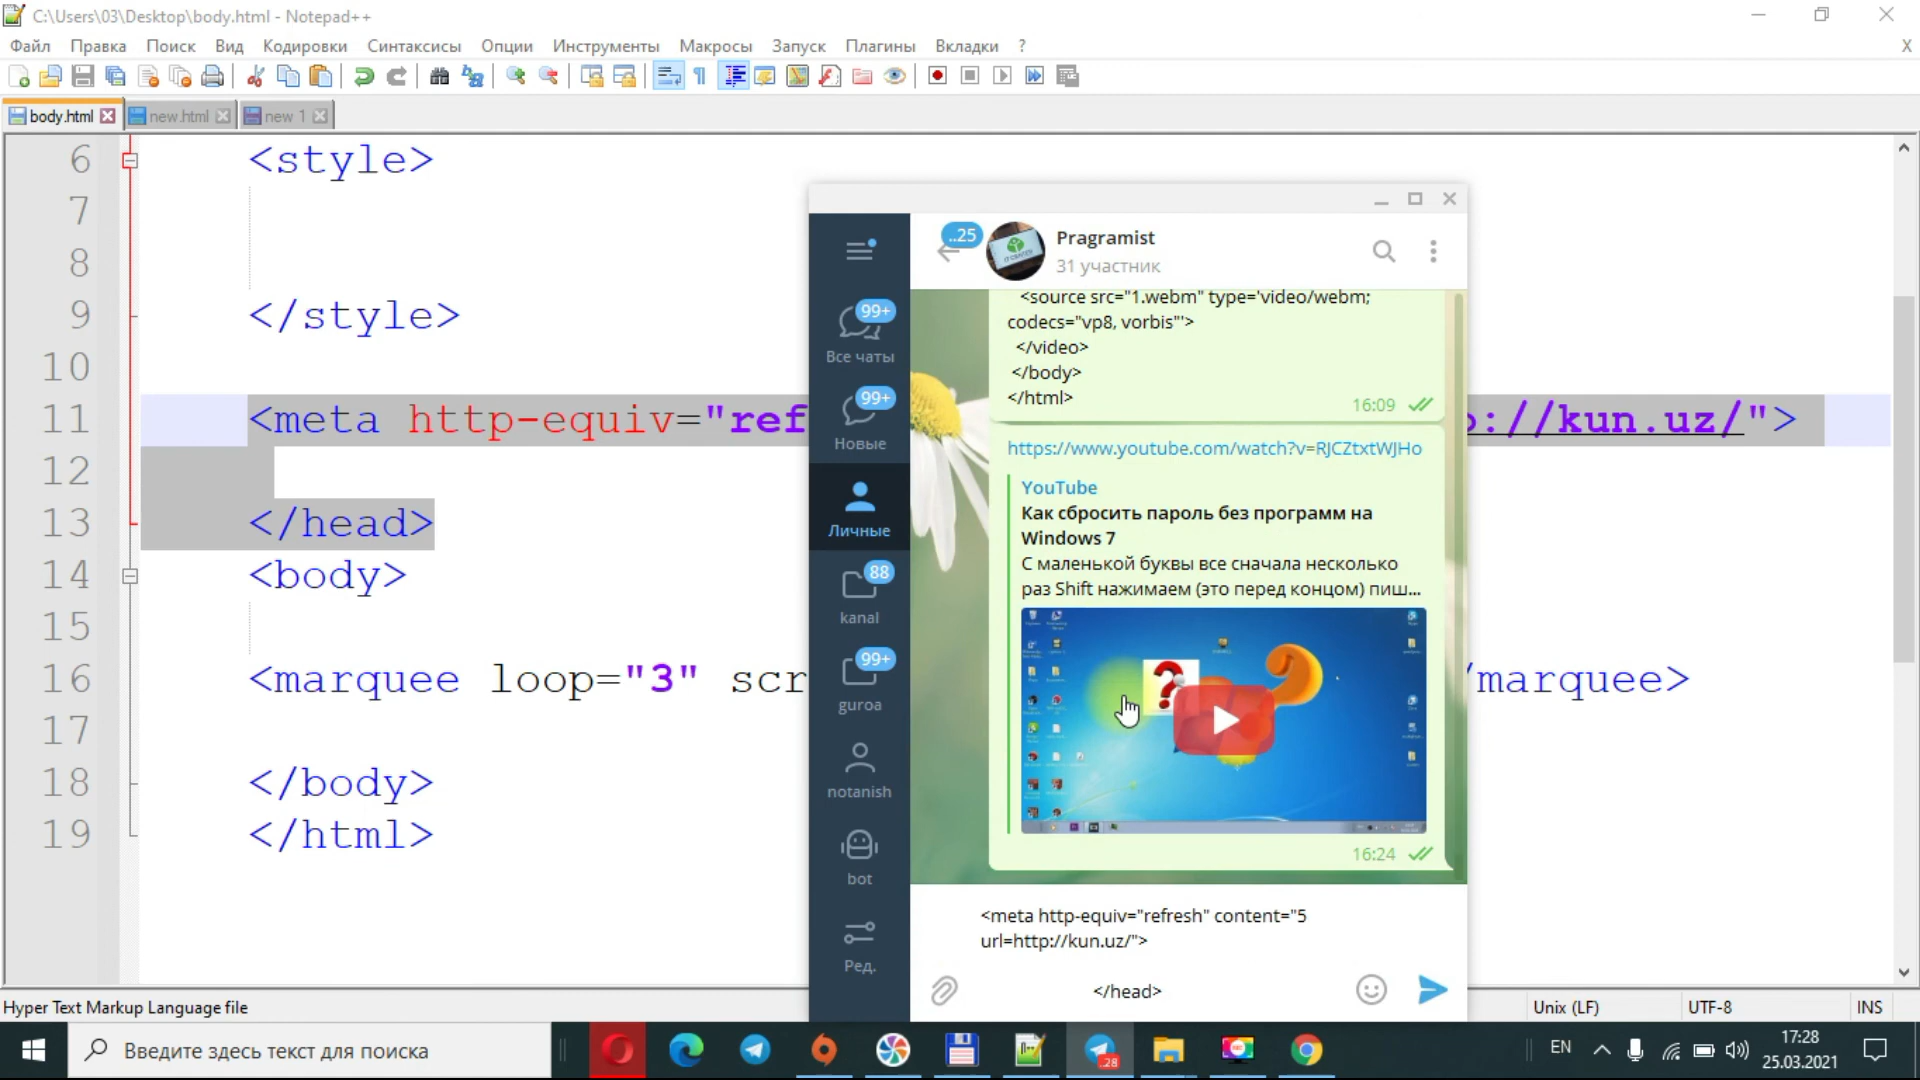 C:\Users\03\Desktop\body.html - Notepad++
Файл Правка Поиск Вид Кодировки Синтаксисы Опции Инструменты Макросы Запуск Плагины Вкладки ? X
body.html new.html new 1
6 <style>
7
8
9 </style>
10
11 <meta http-equiv="ref p://kun.uz/">
12
13 </head>
14 <body>
15
16 <marquee loop="3" scr /marquee>
17
18 </body>
19 </html>
..25
Pragramist
31 участник
99+
Все чаты
99+
Новые
Личные
88
kanal
99+
guroa
notanish
bot
Ред.
<source src="1.webm" type='video/webm;
codecs="vp8, vorbis"'>
</video>
</body>
</html>
16:09
https://www.youtube.com/watch?v=RJCZtxtWJHo
YouTube
Как сбросить пароль без программ на
Windows 7
С маленькой буквы все сначала несколько
раз Shift нажимаем (это перед концом) пиш...
16:24
<meta http-equiv="refresh" content="5
url=http://kun.uz/">
</head>
Hyper Text Markup Language file Unix (LF) UTF-8 INS
Введите здесь текст для поиска
.28
EN
17:28
25.03.2021